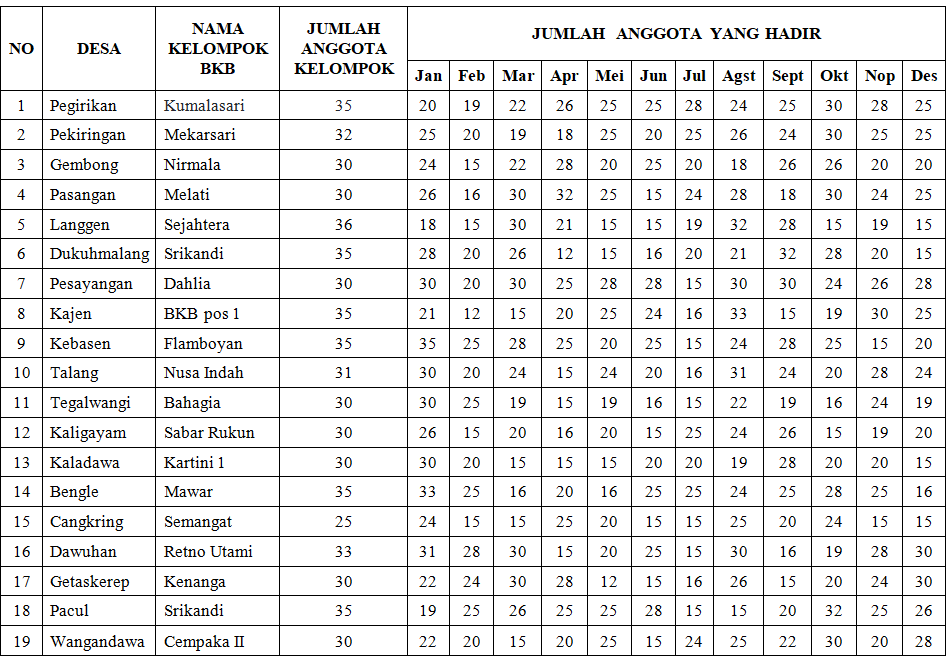 NO DESA NAMA KELOMPOK BKB JUMLAH ANGGOTA KELOMPOK JUMLAH ANGGOTA YANG HADIR
Jan Feb Mar Apr Mei Jun Jul Agst Sept Okt Nop Des
1 Pegirikan Kumalasari 35 20 19 22 26 25 25 28 24 25 30 28 25
2 Pekiringan Mekarsari 32 25 20 19 18 25 20 25 26 24 30 25 25
3 Gembong Nirmala 30 24 15 22 28 20 25 20 18 26 26 20 20
4 Pasangan Melati 30 26 16 30 32 25 15 24 28 18 30 24 25
5 Langgen Sejahtera 36 18 15 30 21 15 15 19 32 28 15 19 15
6 Dukuhmalang Srikandi 35 28 20 26 12 15 16 20 21 32 28 20 15
7 Pesayangan Dahlia 30 30 20 30 25 28 28 15 30 30 24 26 28
8 Kajen BKB pos 1 35 21 12 15 20 25 24 16 33 15 19 30 25
9 Kebasen Flamboyan 35 35 25 28 25 20 25 15 24 28 25 15 20
10 Talang Nusa Indah 31 30 20 24 15 24 20 16 31 24 20 28 24
11 Tegalwangi Bahagia 30 30 25 19 15 19 16 15 22 19 16 24 19
12 Kaligayam Sabar Rukun 30 26 15 20 16 20 15 25 24 26 15 19 20
13 Kaladawa Kartini 1 30 30 20 15 15 15 20 20 19 28 20 20 15
14 Bengle Mawar 35 33 25 16 20 16 25 25 24 25 28 25 16
15 Cangkring Semangat 25 24 15 15 25 20 15 15 25 20 24 15 15
16 Dawuhan Retno Utami 33 31 28 30 15 20 25 15 30 16 19 28 30
17 Getaskerep Kenanga 30 22 24 30 28 12 15 16 26 15 20 24 30
18 Pacul Srikandi 35 19 25 26 25 25 28 15 15 20 32 25 26
19 Wangandawa Cempaka II 30 22 20 15 20 25 15 24 25 22 30 20 28